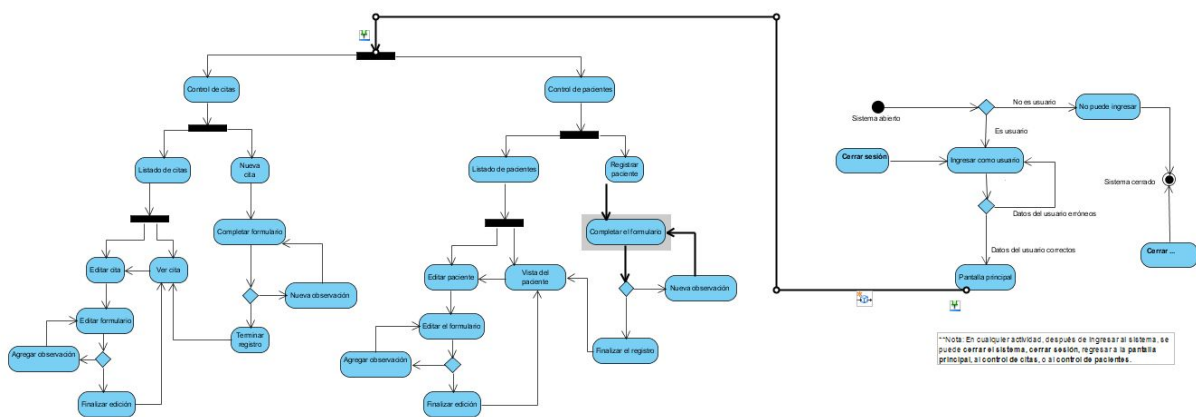 Control de citas
Control de pacientes
No es usuario
No puede ingresar
Sistema abierto
Es usuario
Listado de citas
Nueva
cita
Listado de pacientes
Registrar
paciente
Cerrar sesión
Ingresar como usuario
Sistema cerrado
Datos del usuario erróneos
Completar formulario
Completar el formulario
Datos del usuario correctos
Cerrar ...
Editar cita
Ver cita
Editar paciente
Vista del
paciente
Pantalla principal
Nueva observación
Nueva observación
Editar formulario
Terminar
registro
Editar el formulario
Finalizar el registro
Agregar observación
Agregar observación
Finalizar edición
Finalizar edición
**Nota: En cualquier actividad, después de ingresar al sistema, se
puede cerrar el sistema, cerrar sesión, regresar a la pantalla
principal, al control de citas, o al control de pacientes.